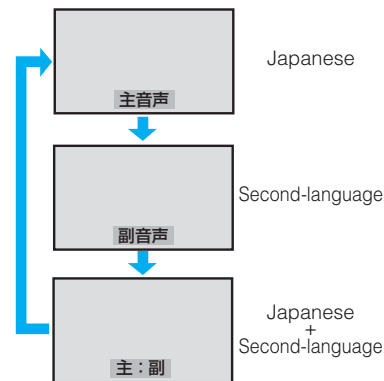 Japanese
主音声
Second-language
副音声
Japanese
+
Second-language
主：副